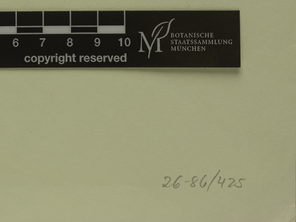 6 7 8 9 10
copyright reserved
M
BOTANISCHE
STAATSSAMMLUNG
MÜNCHEN
26-86/425